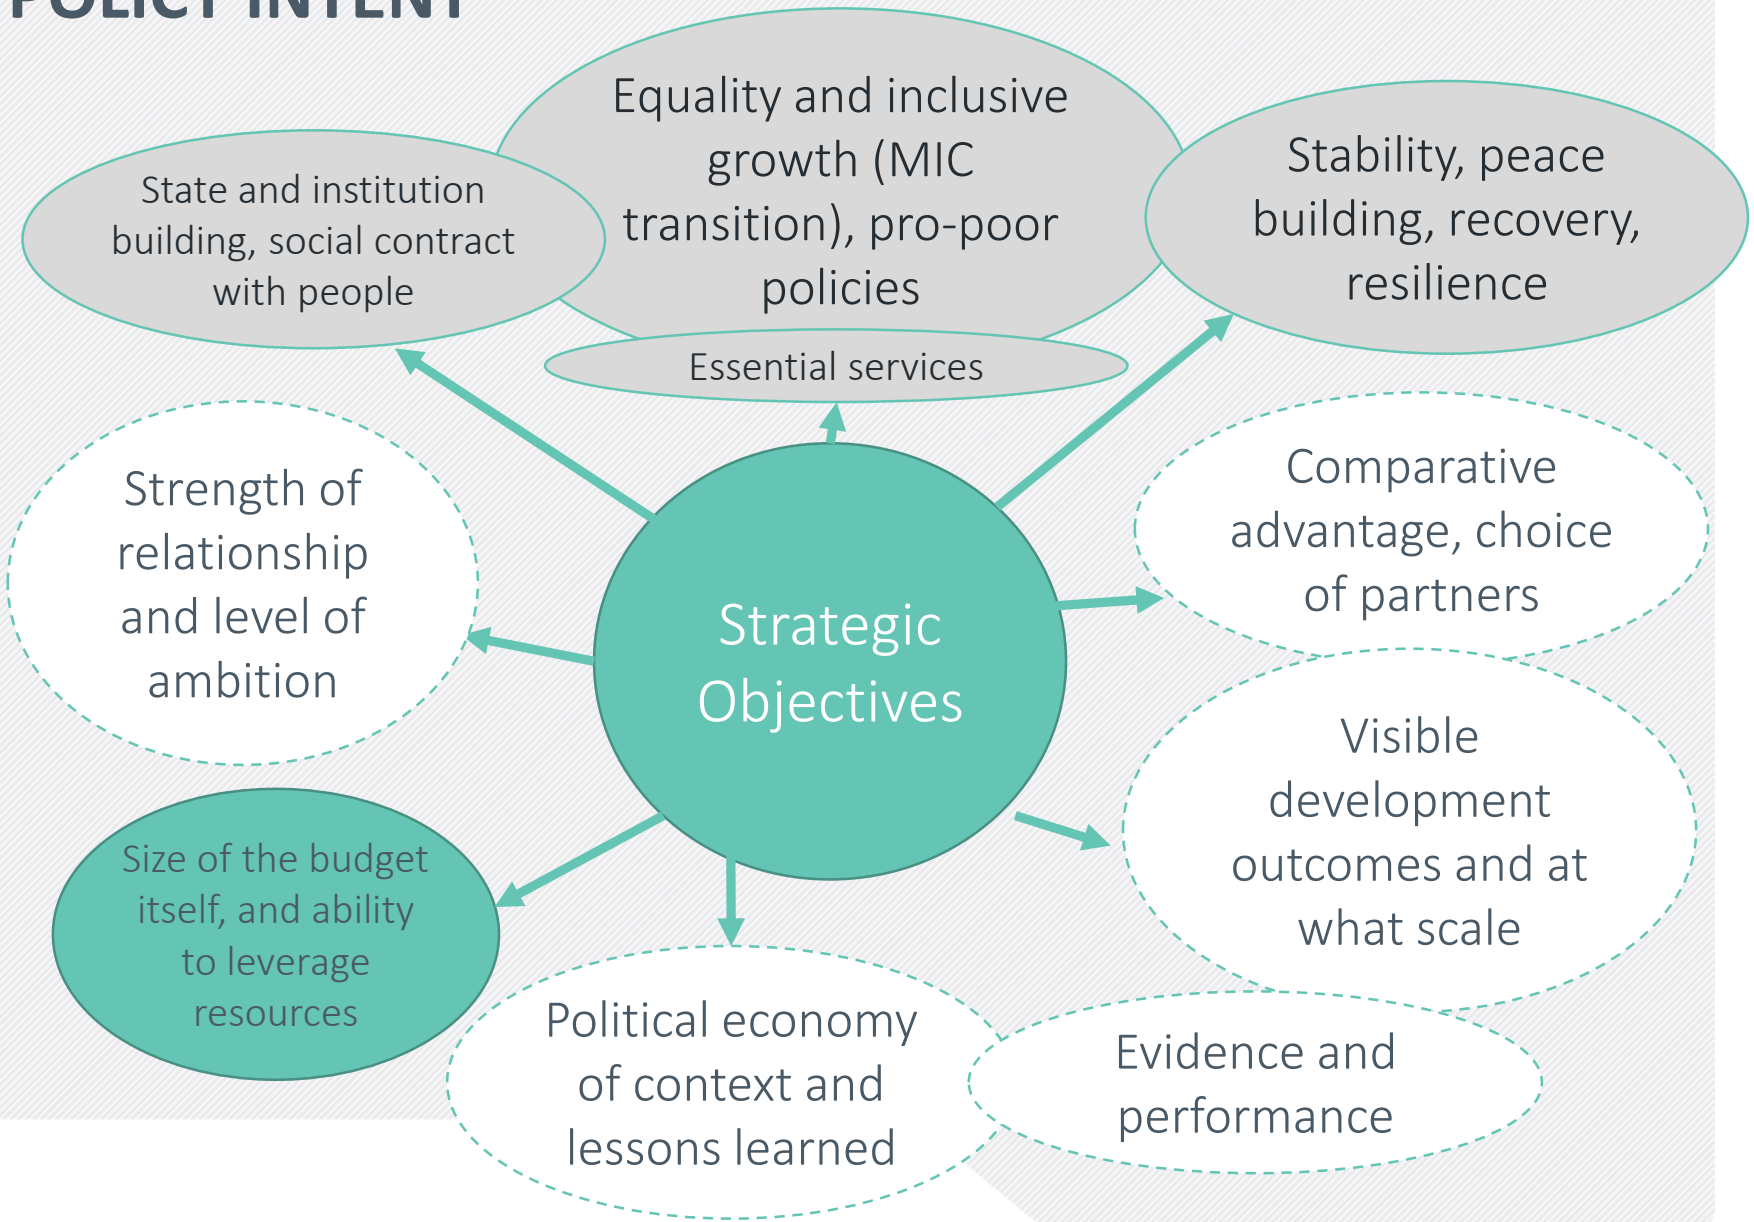 POLICY INTENT
Equality and inclusive
growth (MIC
transition), pro-poor
policies
State and institution
building, social contract
with people
Stability, peace
building, recovery,
resilience
Essential services
Strength of
relationship
and level of
ambition
Comparative
advantage, choice
of partners
Strategic
Objectives
Visible
development
outcomes and at
what scale
Size of the budget
itself, and ability
to leverage
resources
Political economy
of context and
lessons learned
Evidence and
performance